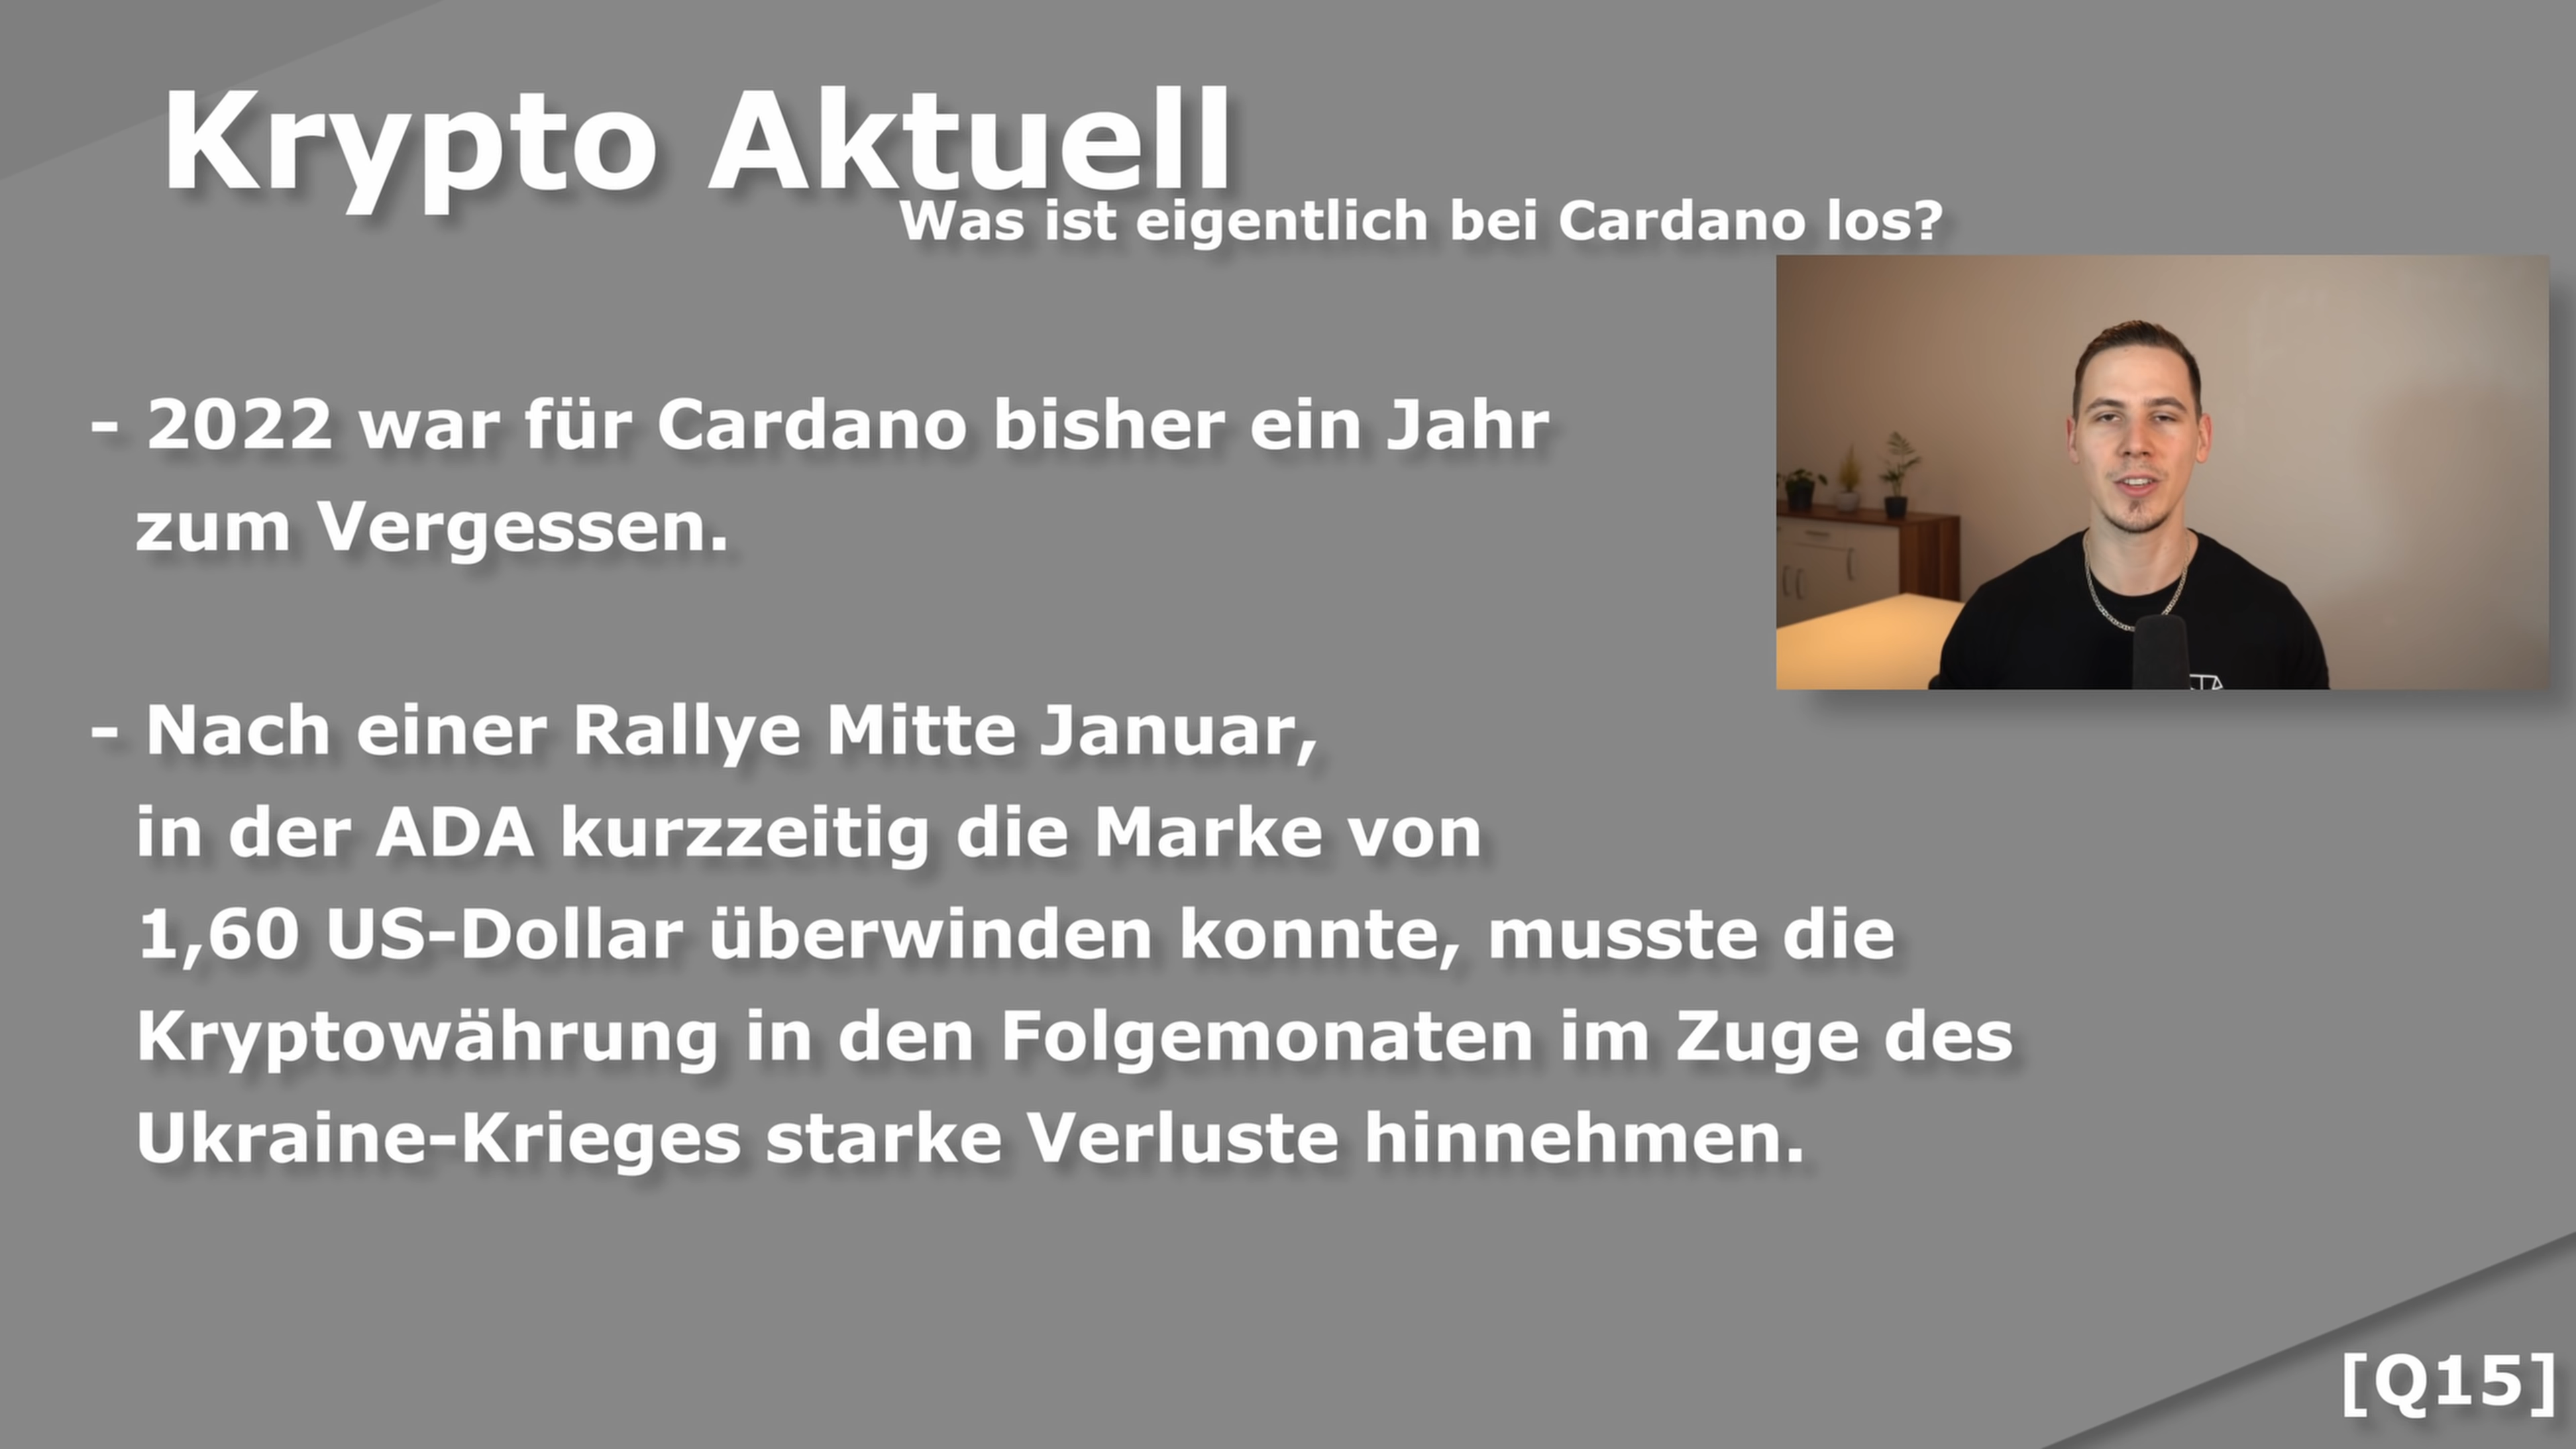 Krypto Aktuell
Was ist eigentlich bei Cardano los?
- 2022 war für Cardano bisher ein Jahr
zum Vergessen.
- Nach einer Rallye Mitte Januar,
in der ADA kurzzeitig die Marke von
1,60 US-Dollar überwinden konnte, musste die
Kryptowährung in den Folgemonaten im Zuge des
Ukraine-Krieges starke Verluste hinnehmen.
[Q15]